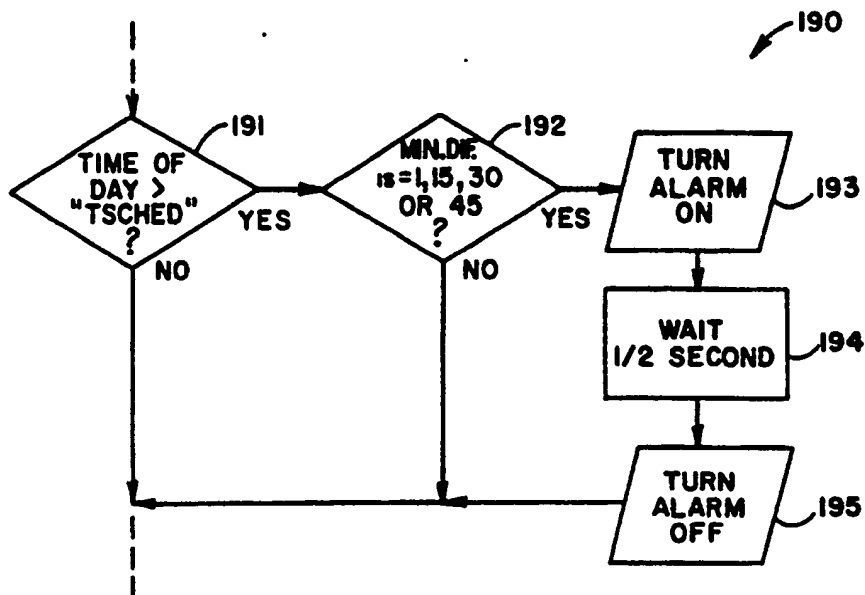 190
191
TIME OF
DAY >
"TSCHED"
?
YES
NO
192
MIN.DIF.
is=1,15,30
OR 45
?
YES
NO
TURN
ALARM
ON
193
WAIT
1/2 SECOND
194
TURN
ALARM
OFF
195